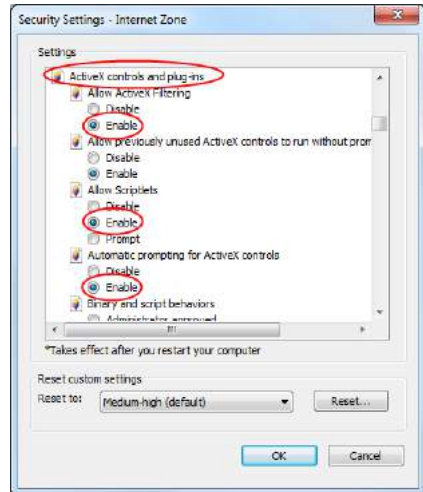 Security Settings - Internet Zone
Settings
ActiveX controls and plug-ins
Allow ActiveX Filtering
Disable
Enable
Allow previously unused ActiveX controls to run without prom
Disable
Enable
Allow Scriptlets
Disable
Enable
Prompt
Automatic prompting for ActiveX controls
Disable
Enable
Binary and script behaviors
Administrator approved
*Takes effect after you restart your computer
Reset custom settings
Reset to:
Medium-high (default)
Reset...
OK
Cancel